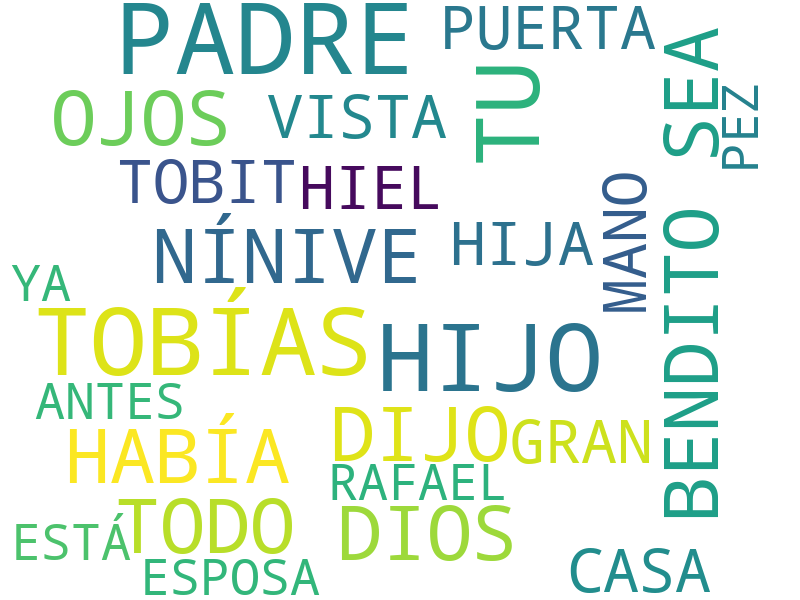 PADRE
PUERTA
OJOS
VISTA
TU
BENDITO SEA
PEZ
TOBIT
HIEL
MANO
NÍNIVE
HIJA
YA
TOBÍAS
HIJO
ANTES
DIJO
GRAN
HABÍA
RAFAEL
TODO
DIOS
ESTÁ
ESPOSA
CASA